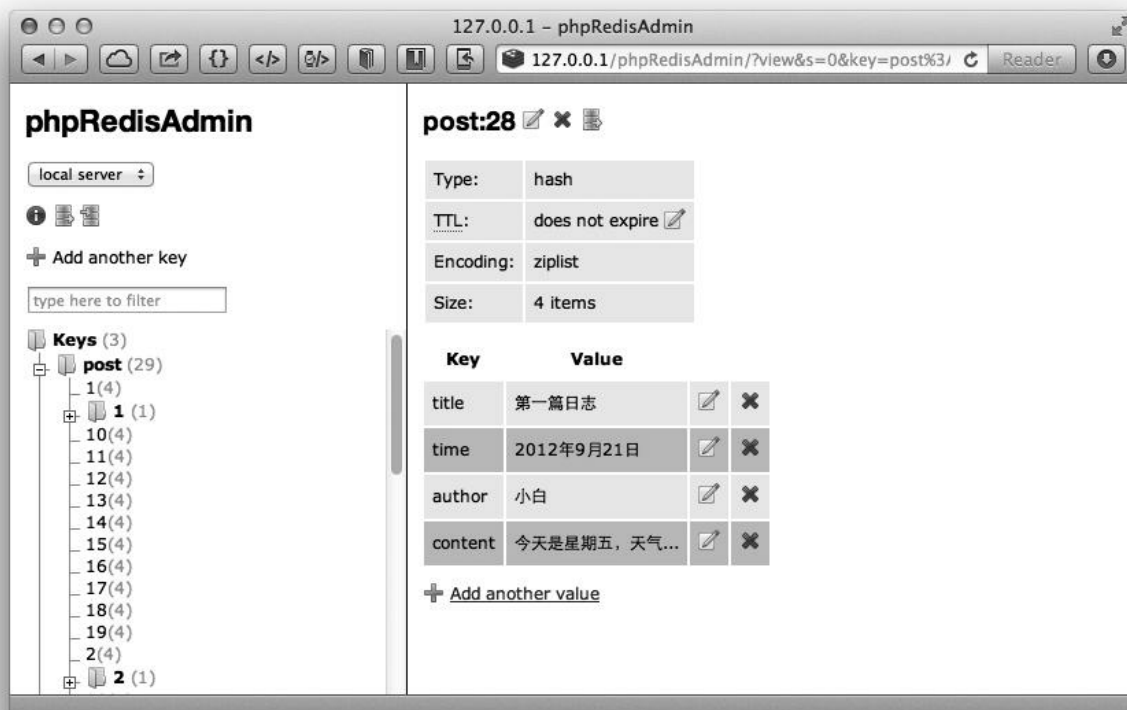 127.0.0.1 – phpRedisAdmin
127.0.0.1/phpRedisAdmin/?view&s=0&key=post%3/
Reader
phpRedisAdmin
local server
Add another key
type here to filter
Keys (3)
post (29)
1(4)
1 (1)
10(4)
11(4)
12(4)
13(4)
14(4)
15(4)
16(4)
17(4)
18(4)
19(4)
2(4)
2 (1)
post:28
Type: hash
TTL: does not expire
Encoding: ziplist
Size: 4 items
Key Value
title 第一篇日志
time 2012年9月21日
author 小白
content 今天是星期五，天气...
Add another value